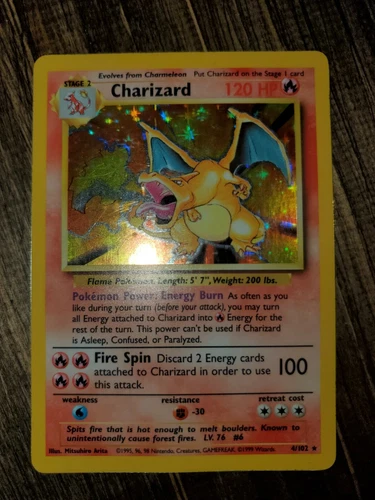 Evolves from Charmeleon Put Charizard on the Stage 1 card
STAGE 2
Charizard 120 HP
Flame Pokémon. Length: 5' 7", Weight: 200 lbs.
Pokémon Power: Energy Burn As often as you
like during your turn (before your attack), you may turn
all Energy attached to Charizard into Energy for the
rest of the turn. This power can't be used if Charizard
is Asleep, Confused, or Paralyzed.
Fire Spin Discard 2 Energy cards
attached to Charizard in order to use
this attack.
100
weakness resistance retreat cost
-30
Spits fire that is hot enough to melt boulders. Known to
unintentionally cause forest fires. LV. 76 #6
Illus. Mitsuhiro Arita ©1995, 96, 98 Nintendo, Creatures, GAMEFREAK. ©1999 Wizards. 4/102 ★